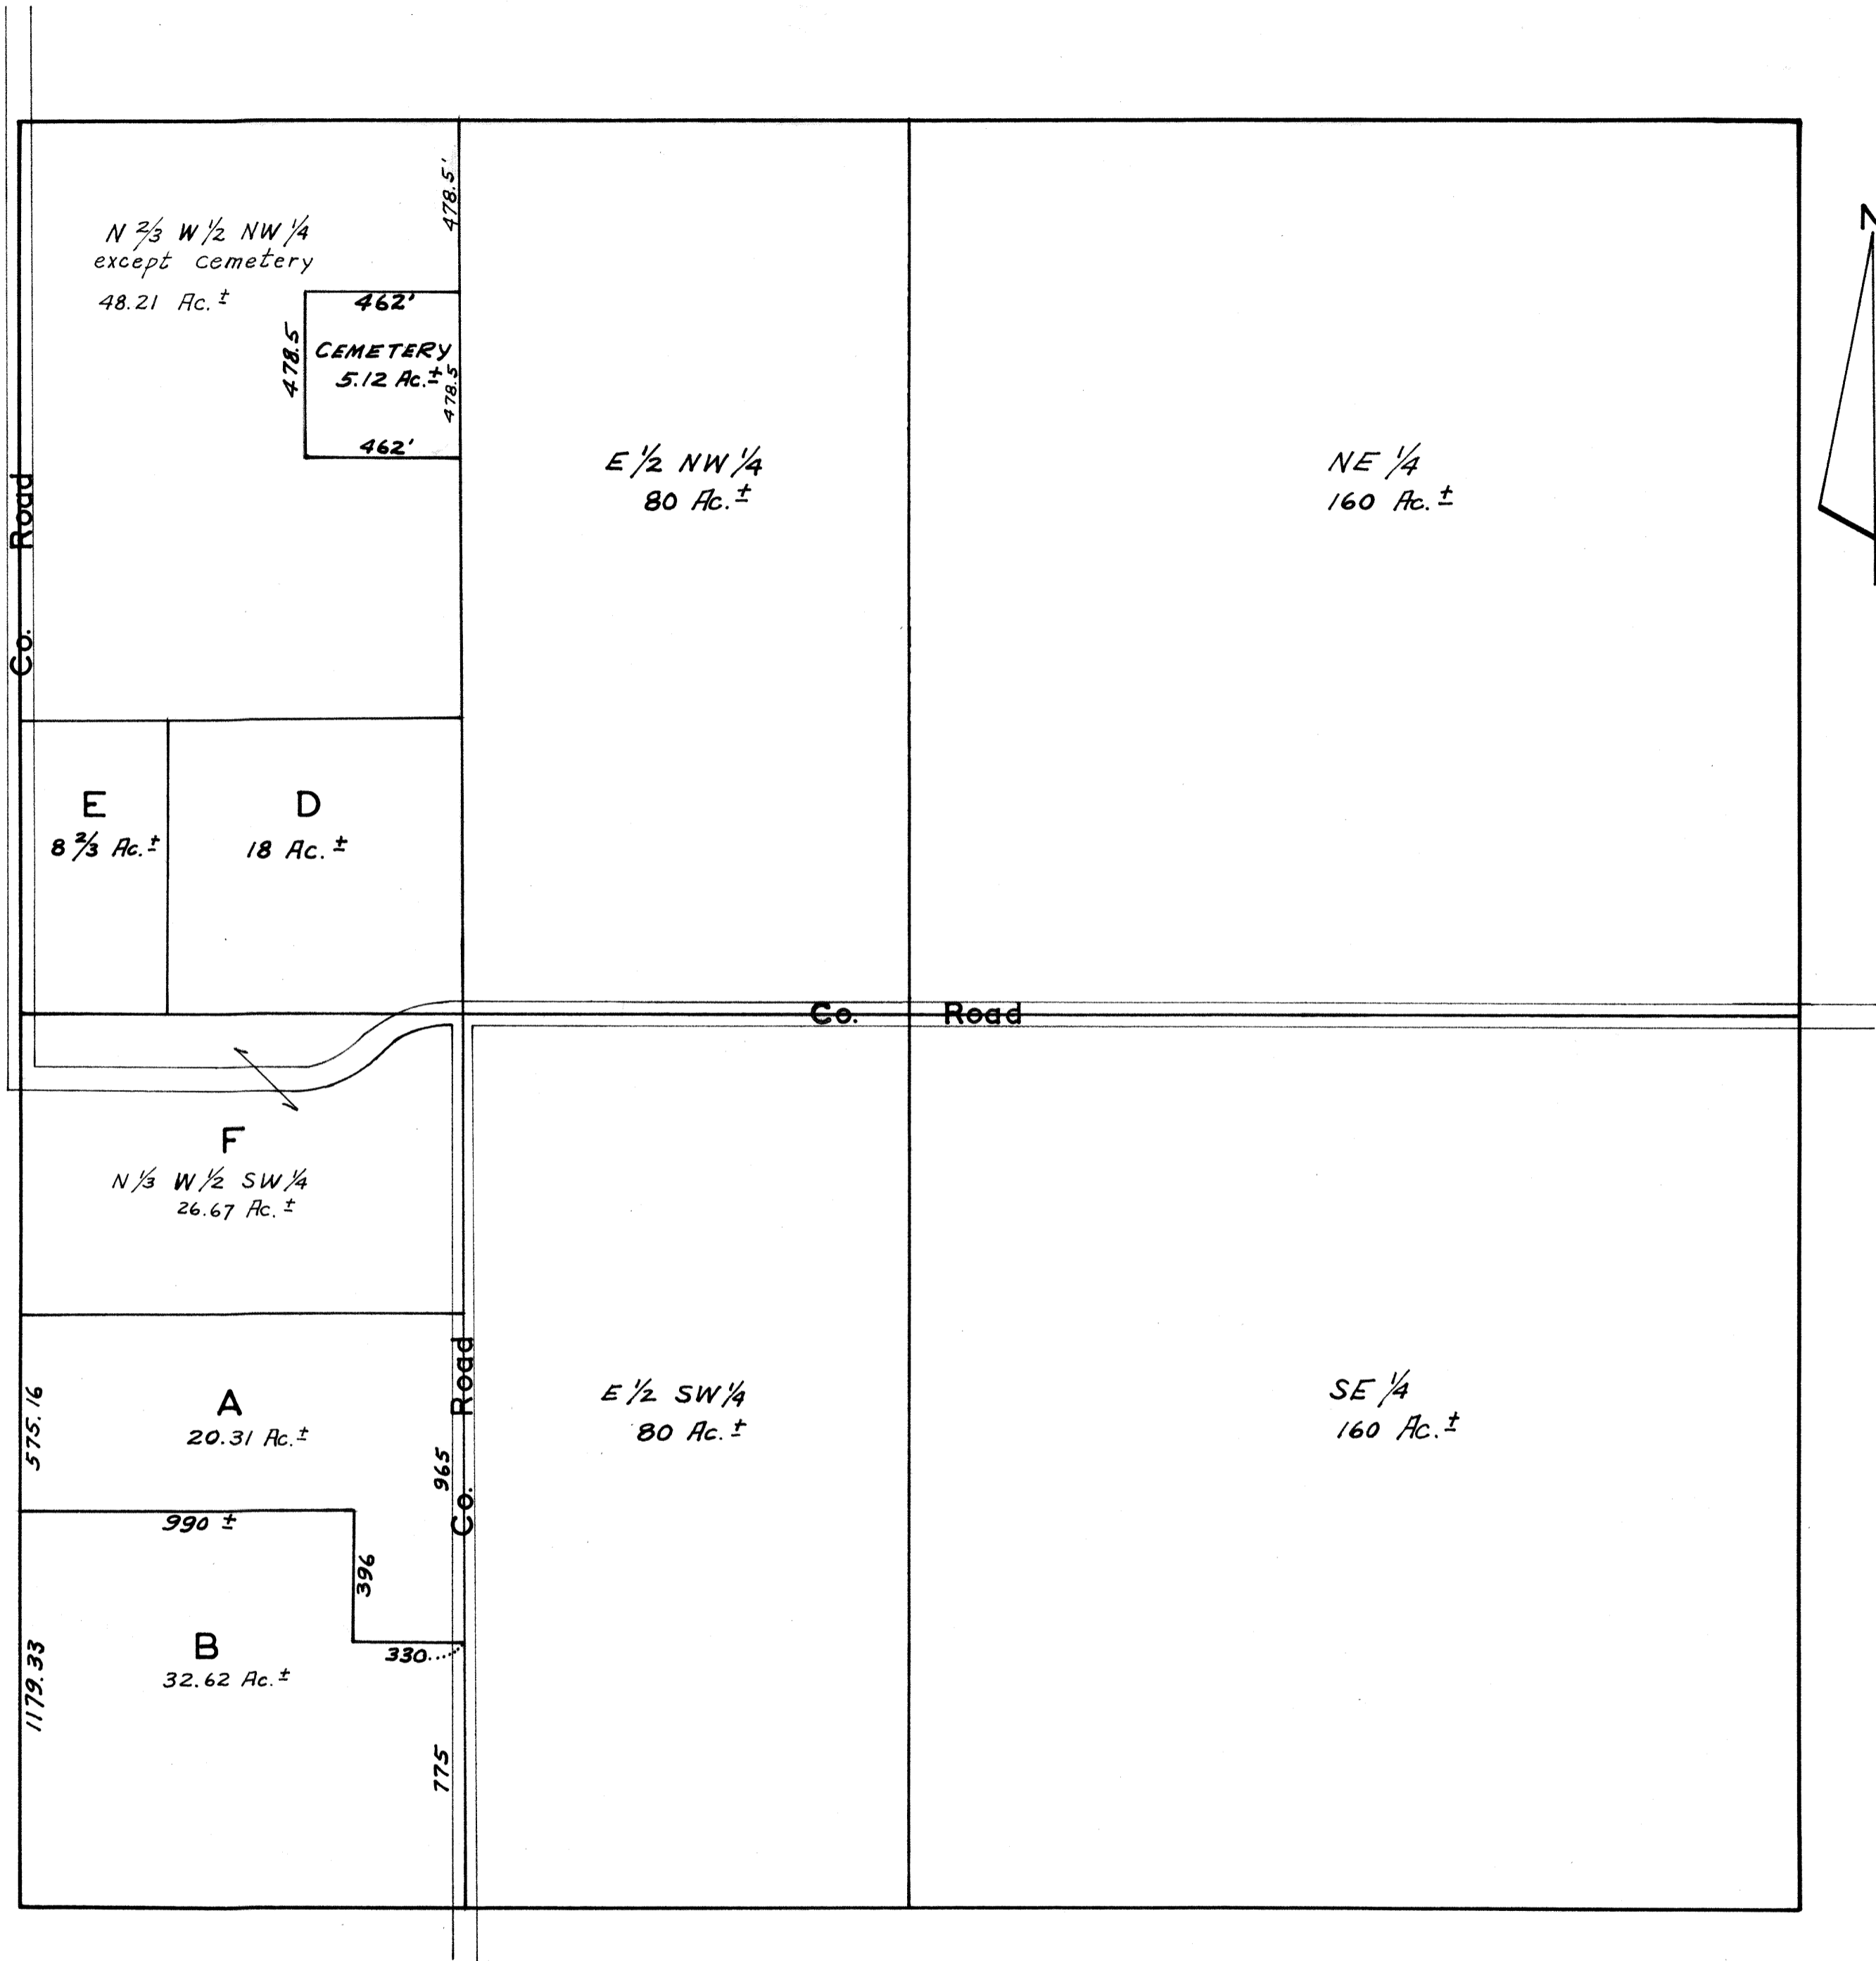 478.5'
N 2/3 W 1/2 NW 1/4
except cemetery
48.21 Ac. ±
462'
478.5
CEMETERY
5.12 Ac. ±
478.5
462'
E 1/2 NW 1/4
80 Ac. ±
NE 1/4
160 Ac. ±
N
Co. Road
E
8 2/3 Ac. ±
D
18 Ac. ±
Co. Road
F
N 1/3 W 1/2 SW 1/4
26.67 Ac. ±
575.16
A
20.31 Ac. ±
965
Co. Road
E 1/2 SW 1/4
80 Ac. ±
SE 1/4
160 Ac. ±
990 ±
396
B
32.62 Ac. ±
330
1179.33
775